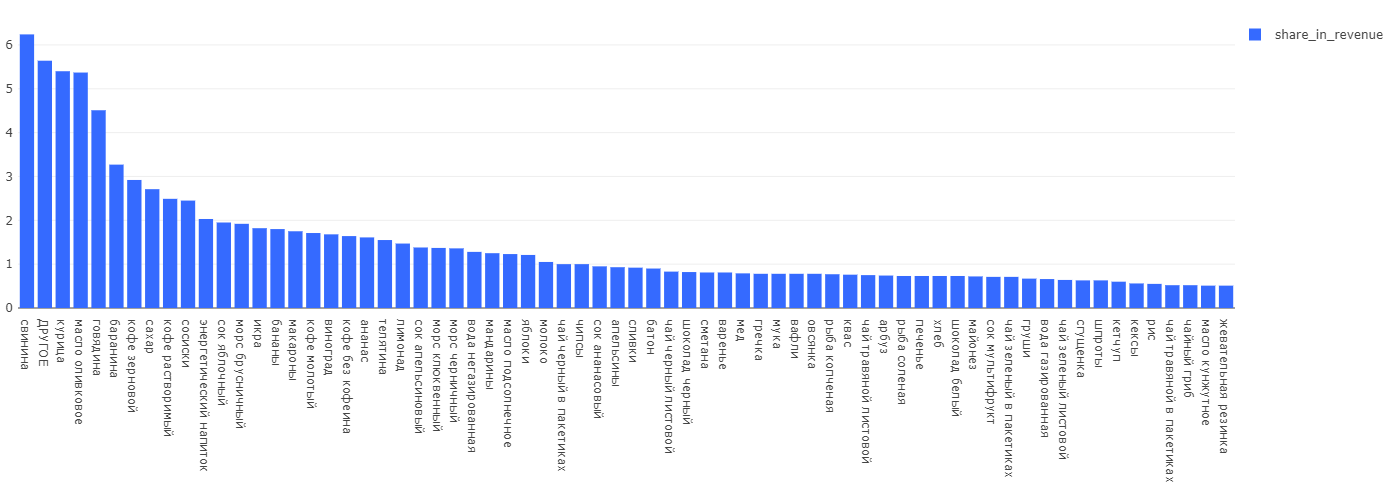 share_in_revenue
6
5
4
3
2
1
0
свинина
ДРУГОЕ
курица
масло оливковое
говядина
баранина
кофе зерновой
сахар
кофе растворимый
сосиски
энергетический напиток
сок яблочный
морс брусничный
икра
бананы
макароны
кофе молотый
виноград
кофе без кофеина
ананас
телятина
лимонад
сок апельсиновый
морс клюквенный
морс черничный
вода негазированная
мандарины
масло подсолнечное
яблоки
молоко
чай черный в пакетиках
чипсы
сок ананасовый
апельсины
сливки
батон
чай черный листовой
шоколад черный
сметана
варенье
мед
гречка
мука
вафли
овсянка
рыба копченая
квас
чай травяной листовой
арбуз
рыба соленая
печенье
хлеб
шоколад белый
майонез
сок мультифрукт
чай зеленый в пакетиках
груши
вода газированная
чай зеленый листовой
сгущенка
шпроты
кетчуп
кексы
рис
чай травяной в пакетиках
чайный гриб
масло кунжутное
жевательная резинка